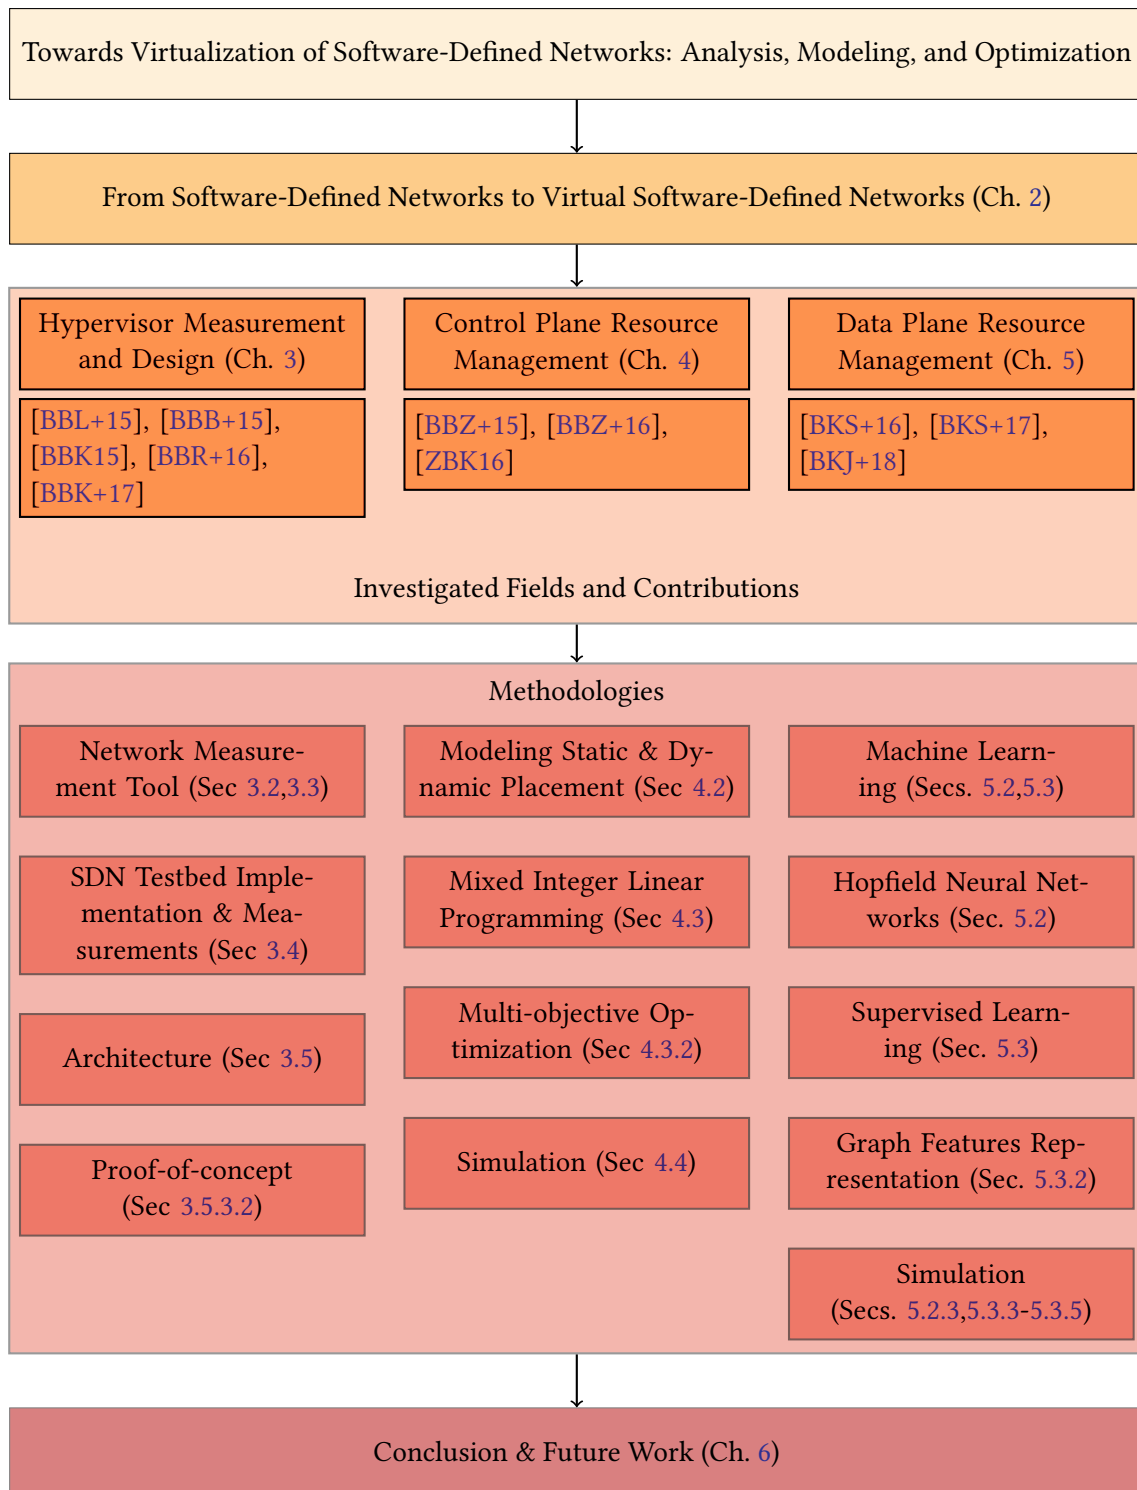 Towards Virtualization of Software-Defined Networks: Analysis, Modeling, and Optimization
From Software-Defined Networks to Virtual Software-Defined Networks (Ch. 2)
Hypervisor Measurement
and Design (Ch. 3)
[BBL+15], [BBB+15],
[BBK15], [BBR+16],
[BBK+17]
Control Plane Resource
Management (Ch. 4)
[BBZ+15], [BBZ+16],
[ZBK16]
Data Plane Resource
Management (Ch. 5)
[BKS+16], [BKS+17],
[BKJ+18]
Investigated Fields and Contributions
Methodologies
Network Measure-
ment Tool (Sec 3.2,3.3)
SDN Testbed Imple-
mentation & Mea-
surements (Sec 3.4)
Architecture (Sec 3.5)
Proof-of-concept
(Sec 3.5.3.2)
Modeling Static & Dy-
namic Placement (Sec 4.2)
Mixed Integer Linear
Programming (Sec 4.3)
Multi-objective Op-
timization (Sec 4.3.2)
Simulation (Sec 4.4)
Machine Learn-
ing (Secs. 5.2,5.3)
Hopfield Neural Net-
works (Sec. 5.2)
Supervised Learn-
ing (Sec. 5.3)
Graph Features Rep-
resentation (Sec. 5.3.2)
Simulation
(Secs. 5.2.3,5.3.3-5.3.5)
Conclusion & Future Work (Ch. 6)